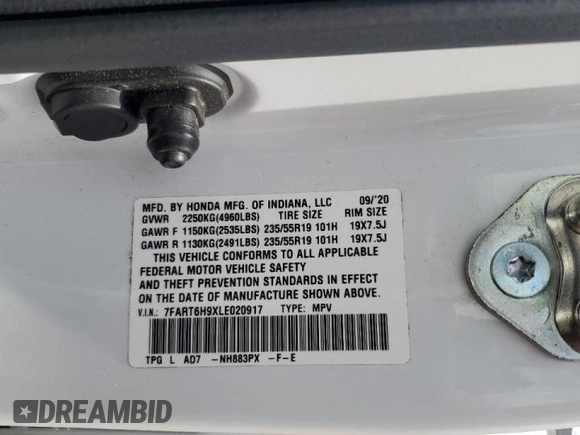 MFD. BY HONDA MFG. OF INDIANA, LLC 09/'20
GVWR 2250KG(4960LBS) TIRE SIZE RIM SIZE
GAWR F 1150KG(2535LBS) 235/55R19 101H 19X7.5J
GAWR R 1130KG(2491LBS) 235/55R19 101H 19X7.5J
THIS VEHICLE CONFORMS TO ALL APPLICABLE
FEDERAL MOTOR VEHICLE SAFETY
AND THEFT PREVENTION STANDARDS IN EFFECT
ON THE DATE OF MANUFACTURE SHOWN ABOVE.
V.I.N.: 7FART6H9XLE020917 TYPE: MPV
TPG L AD7 -NH883PX -F-E
DREAMBID